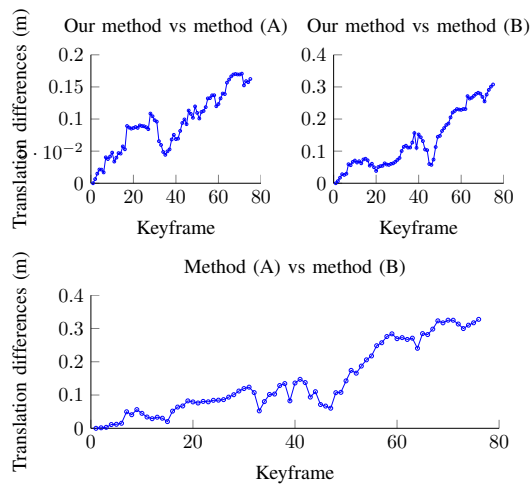 Our method vs method (A)
Translation differences (m)
0.2
0.15
0.1
· 10⁻²
0
0 20 40 60 80
Keyframe
Our method vs method (B)
Translation differences (m)
0.4
0.3
0.2
0.1
0
0 20 40 60 80
Keyframe
Method (A) vs method (B)
Translation differences (m)
0.4
0.3
0.2
0.1
0
0 20 40 60 80
Keyframe